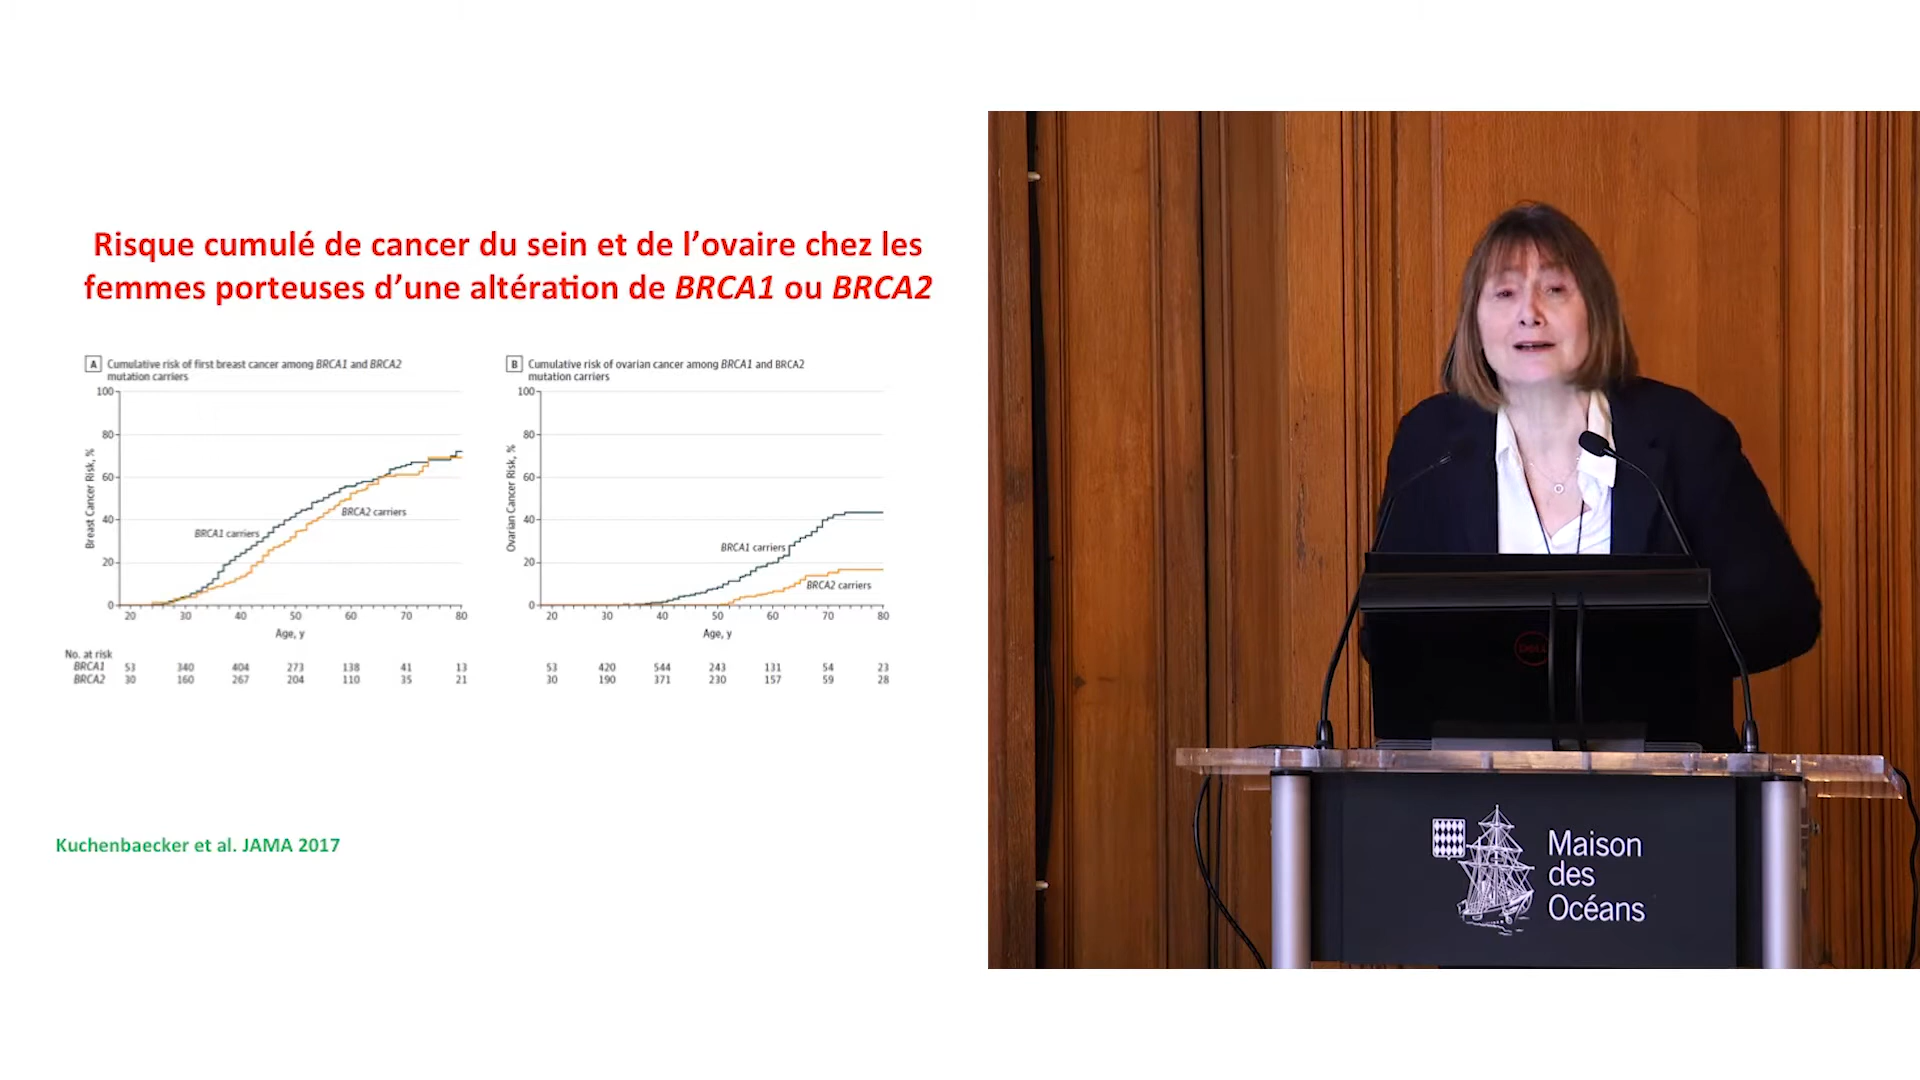 Risque cumulé de cancer du sein et de l’ovaire chez les
femmes porteuses d’une altération de BRCA1 ou BRCA2
A Cumulative risk of first breast cancer among BRCA1 and BRCA2
mutation carriers
100
80
60
40
20
0
Breast Cancer Risk, %
BRCA1 carriers
BRCA2 carriers
20 30 40 50 60 70 80
Age, y
No. at risk
BRCA1 53 340 404 273 138 41 13
BRCA2 30 160 267 204 110 35 21
B Cumulative risk of ovarian cancer among BRCA1 and BRCA2
mutation carriers
100
80
60
40
20
0
Ovarian Cancer Risk, %
BRCA1 carriers
BRCA2 carriers
20 30 40 50 60 70 80
Age, y
53 420 544 243 131 54 23
30 190 371 230 157 59 28
Kuchenbaecker et al. JAMA 2017
DELL
Maison
des
Océans